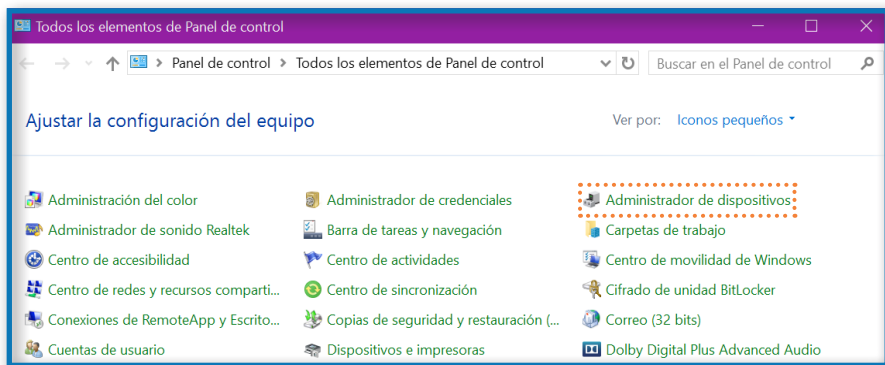 Todos los elementos de Panel de control
Panel de control > Todos los elementos de Panel de control
Buscar en el Panel de control
Ajustar la configuración del equipo
Ver por: Iconos pequeños
Administración del color
Administrador de credenciales
Administrador de dispositivos
Administrador de sonido Realtek
Barra de tareas y navegación
Carpetas de trabajo
Centro de accesibilidad
Centro de actividades
Centro de movilidad de Windows
Centro de redes y recursos comparti...
Centro de sincronización
Cifrado de unidad BitLocker
Conexiones de RemoteApp y Escrito...
Copias de seguridad y restauración (...
Correo (32 bits)
Cuentas de usuario
Dispositivos e impresoras
Dolby Digital Plus Advanced Audio